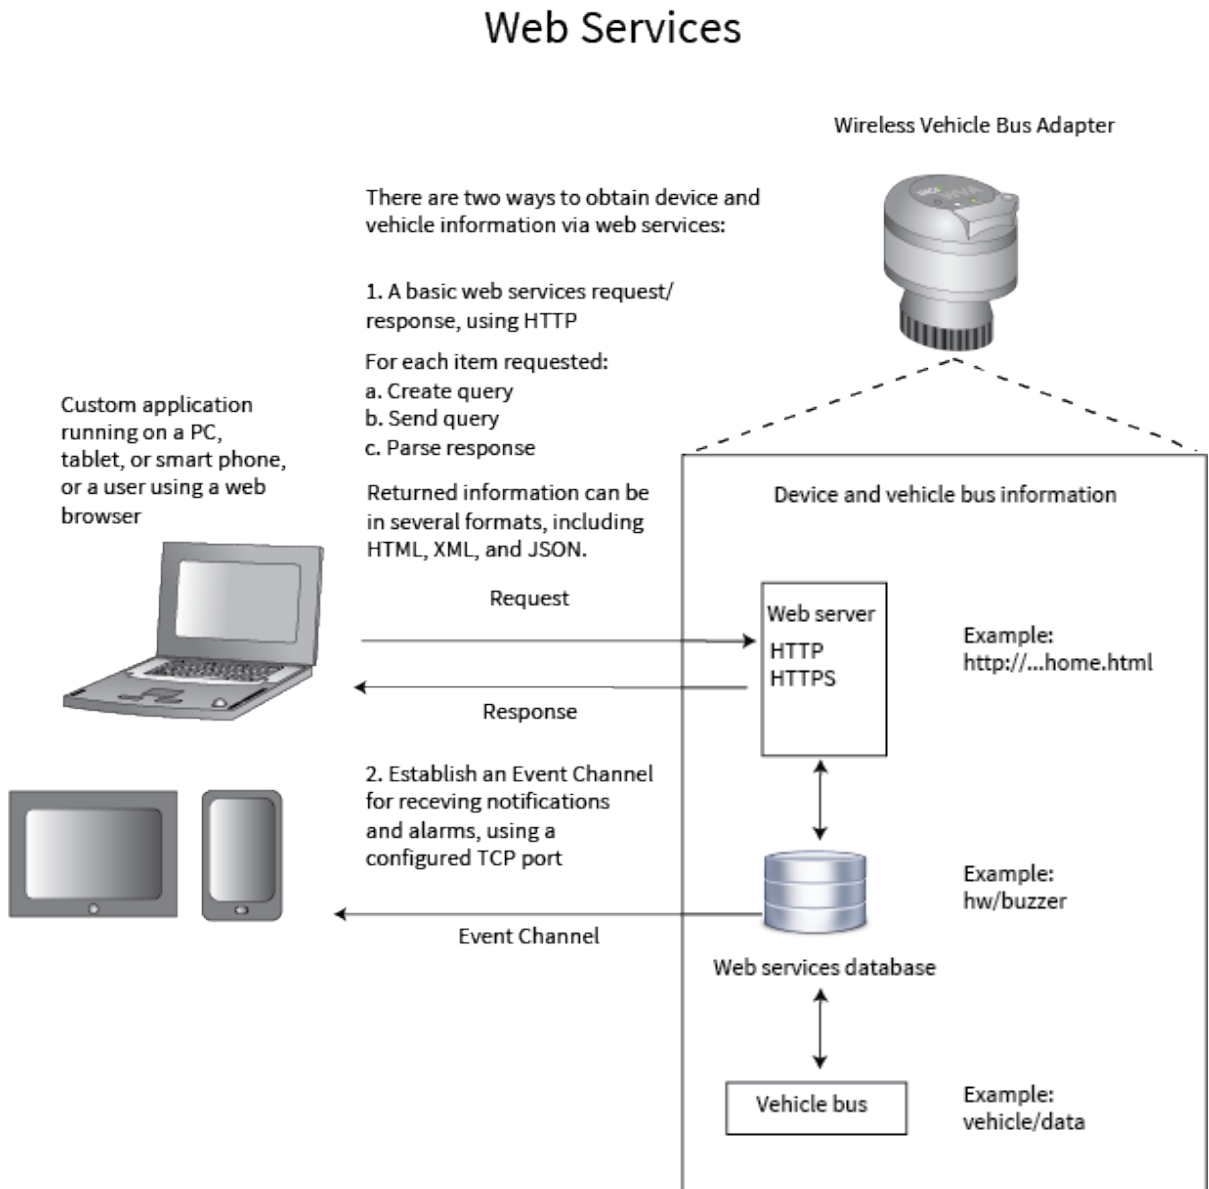 Web Services
Wireless Vehicle Bus Adapter
WVA
There are two ways to obtain device and
vehicle information via web services:
1. A basic web services request/
response, using HTTP
For each item requested:
a. Create query
b. Send query
c. Parse response
Returned information can be
in several formats, including
HTML, XML, and JSON.
Custom application
running on a PC,
tablet, or smart phone,
or a user using a web
browser
Device and vehicle bus information
Request
Web server
HTTP
HTTPS
Example:
http://...home.html
Response
2. Establish an Event Channel
for receving notifications
and alarms, using a
configured TCP port
Event Channel
Example:
hw/buzzer
Web services database
Vehicle bus
Example:
vehicle/data